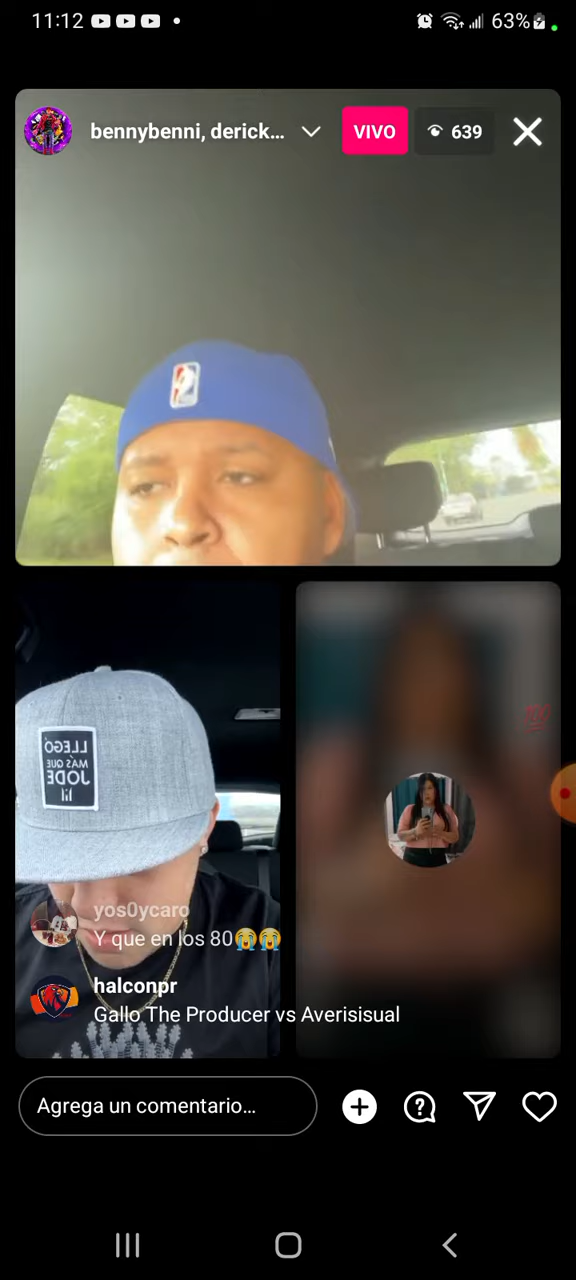 11:12
63%
bennybenni, derick...
VIVO
639
LLEGÓ
MÁS QUE
JODE
yos0ycaro
Y que en los 80😭😭
halconpr
Gallo The Producer vs Averisisual
100
Agrega un comentario...